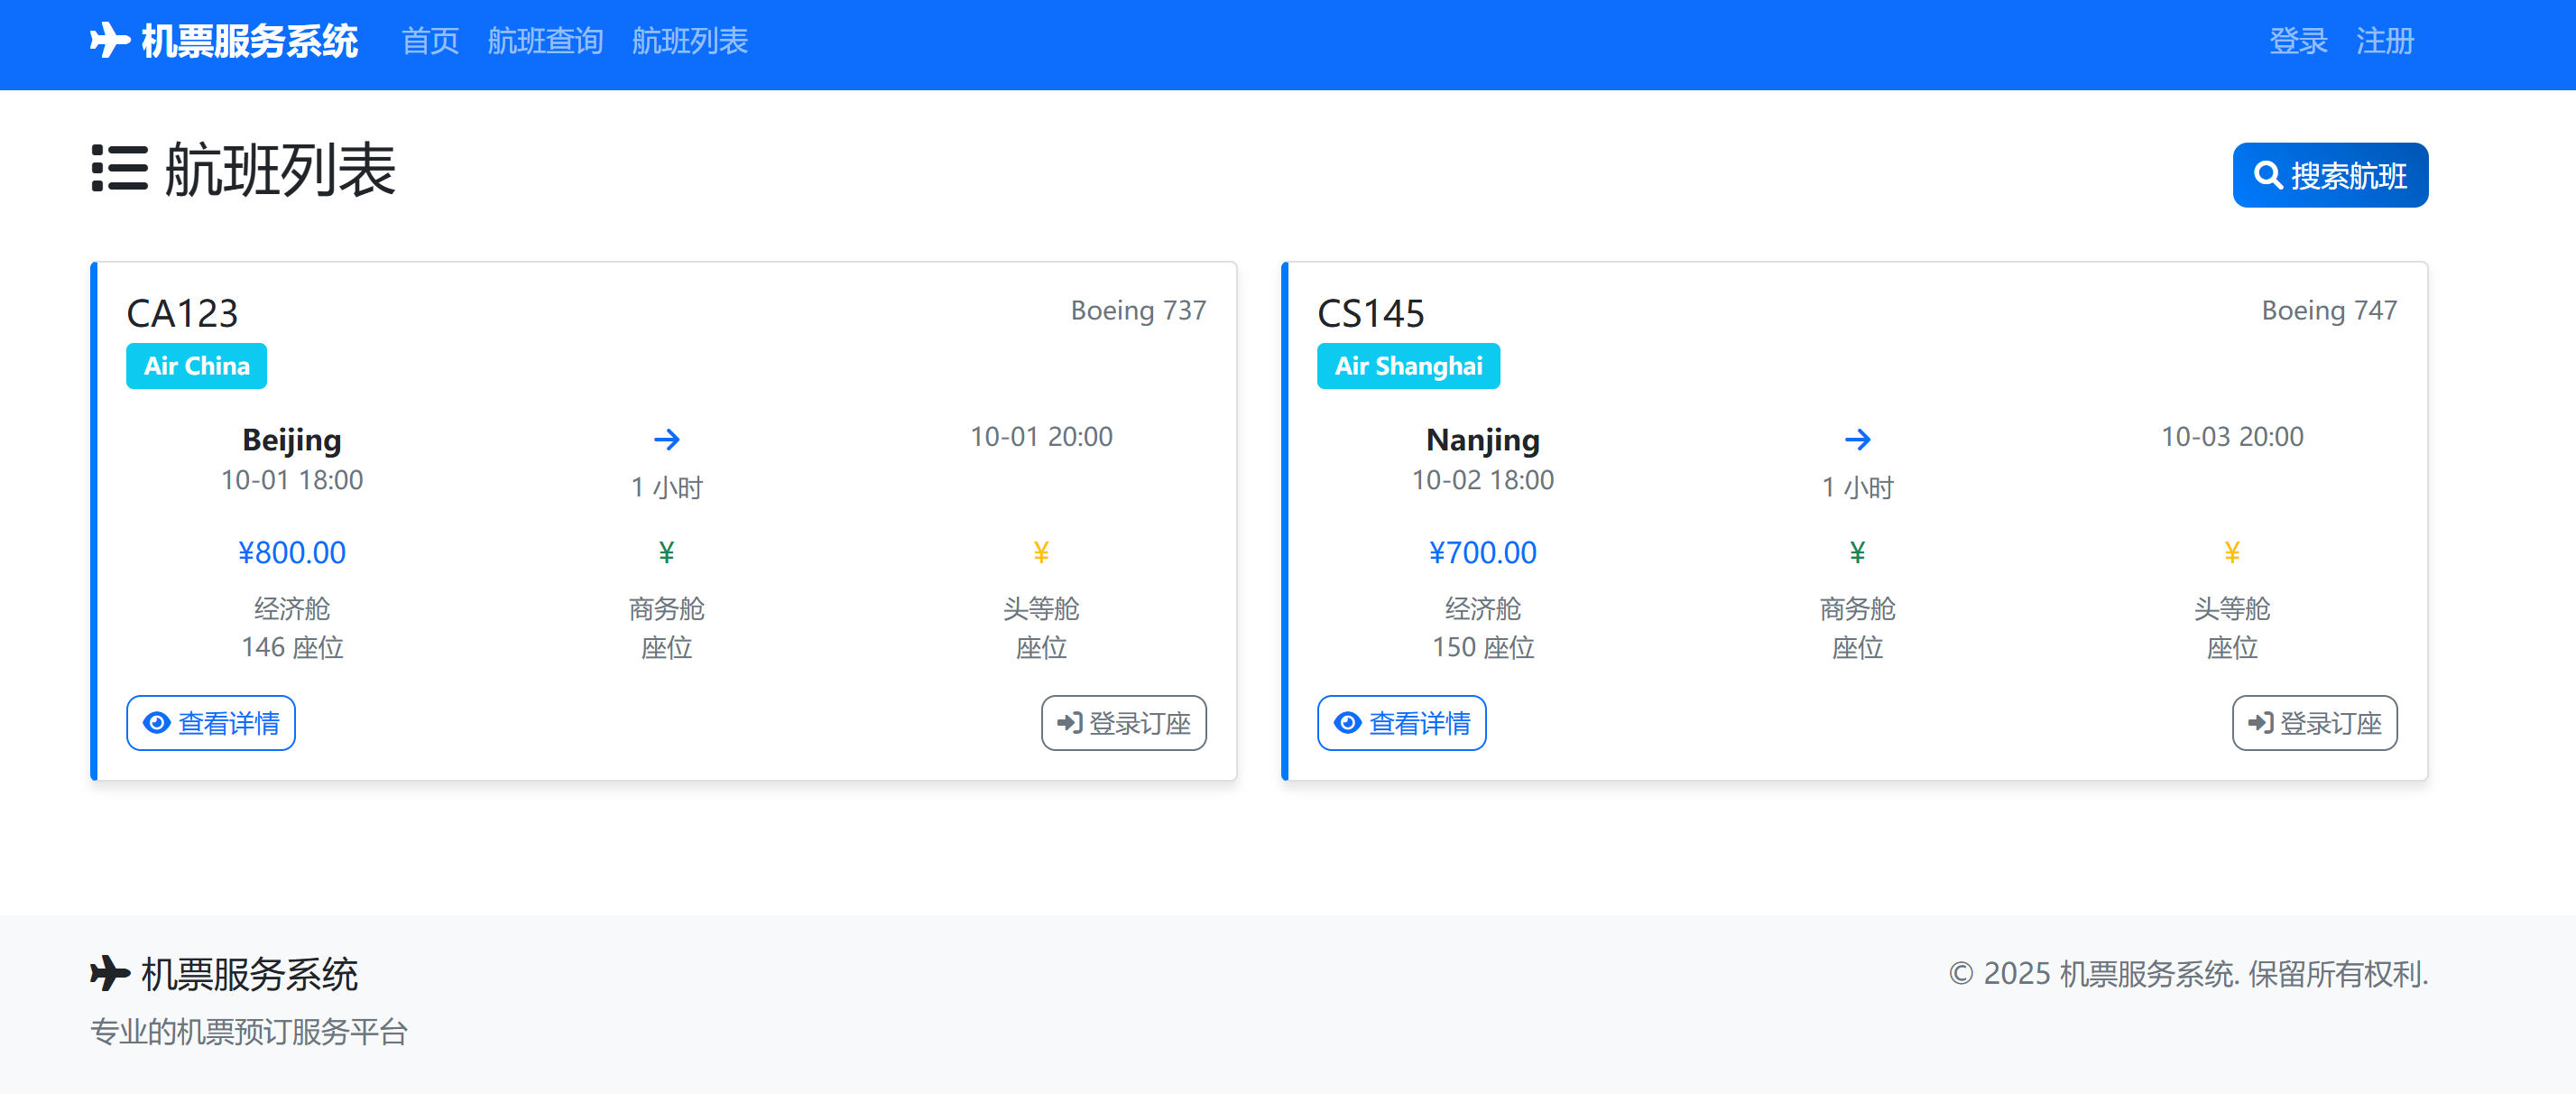 机票服务系统 首页 航班查询 航班列表 登录 注册
航班列表 搜索航班
CA123 Boeing 737
Air China
Beijing 10-01 20:00
10-01 18:00 1 小时
¥800.00 ¥ ¥
经济舱 商务舱 头等舱
146 座位 座位 座位
查看详情 登录订座
CS145 Boeing 747
Air Shanghai
Nanjing 10-03 20:00
10-02 18:00 1 小时
¥700.00 ¥ ¥
经济舱 商务舱 头等舱
150 座位 座位 座位
查看详情 登录订座
机票服务系统 © 2025 机票服务系统. 保留所有权利.
专业的机票预订服务平台